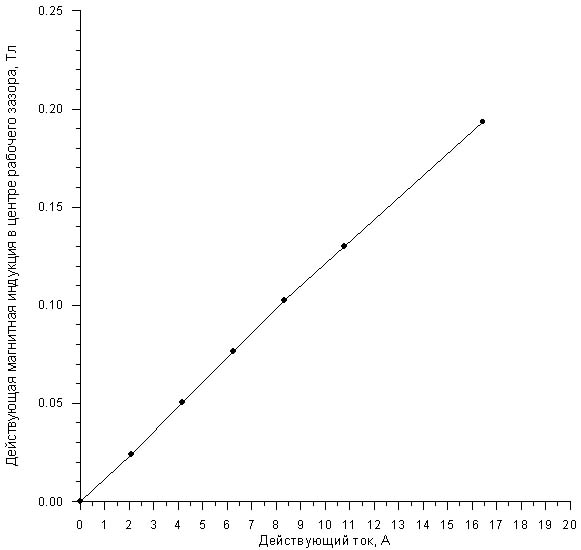 Действующая магнитная индукция в центре рабочего зазора, Тл
0.25
0.20
0.15
0.10
0.05
0.00
0 1 2 3 4 5 6 7 8 9 10 11 12 13 14 15 16 17 18 19 20
Действующий ток, А